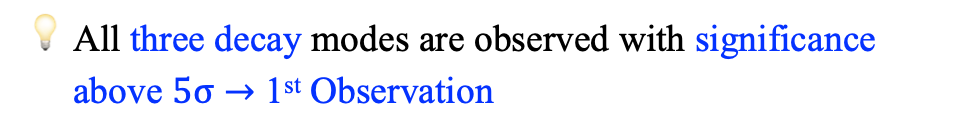 All three decay modes are observed with significance
above 5σ → 1st Observation